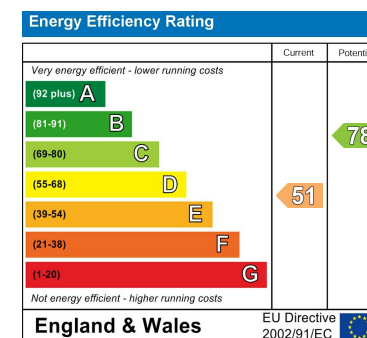 Energy Efficiency Rating
Current Potenti
Very energy efficient - lower running costs
(92 plus) A
(81-91) B
(69-80) C
(55-68) D
(39-54) E
(21-38) F
(1-20) G
51
78
Not energy efficient - higher running costs
England & Wales
EU Directive
2002/91/EC